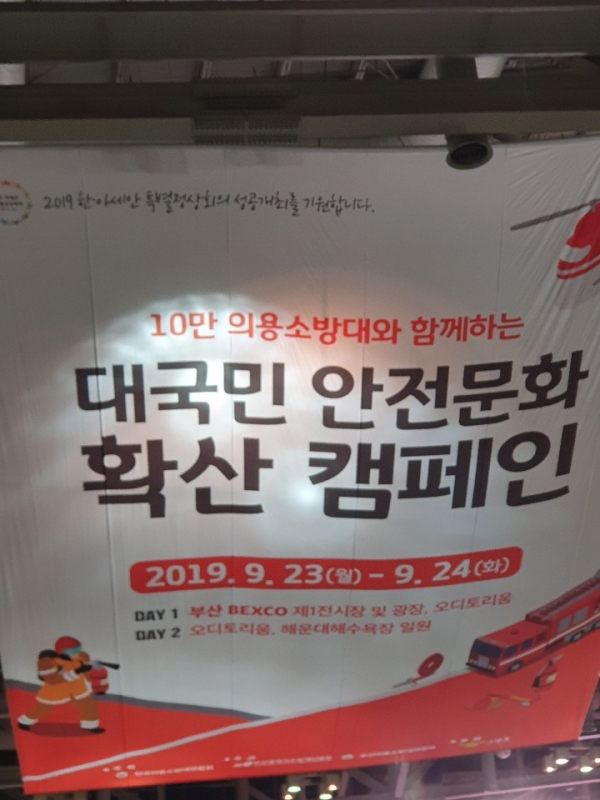 2019 한·아세안 특별정상회의 성공개최를 기원합니다.
10만 의용소방대와 함께하는
대국민 안전문화
확산 캠페인
2019. 9. 23(월) - 9. 24(화)
DAY 1 부산 BEXCO 제1전시장 및 광장, 오디토리움
DAY 2 오디토리움, 해운대해수욕장 일원